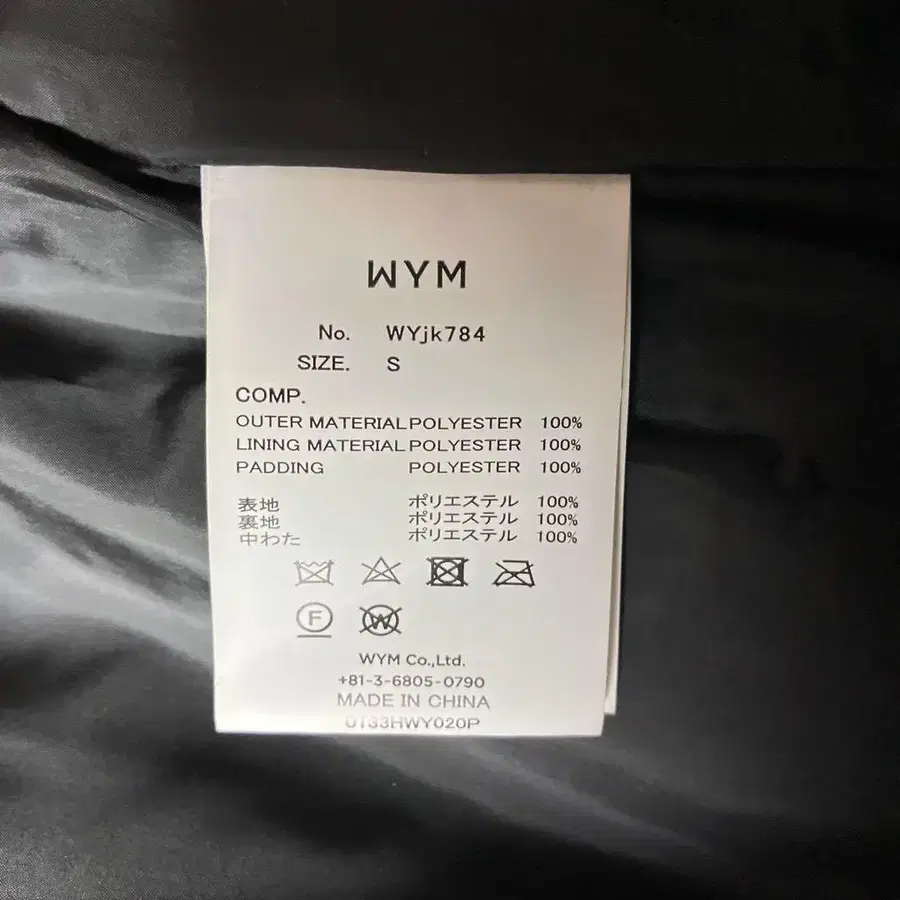 WYM
No. WYjk784
SIZE. S
COMP.
OUTER MATERIAL POLYESTER 100%
LINING MATERIAL POLYESTER 100%
PADDING POLYESTER 100%
表地 ポリエステル 100%
裏地 ポリエステル 100%
中わた ポリエステル 100%
F
W
WYM Co.,Ltd.
+81-3-6805-0790
MADE IN CHINA
0133HWY020P